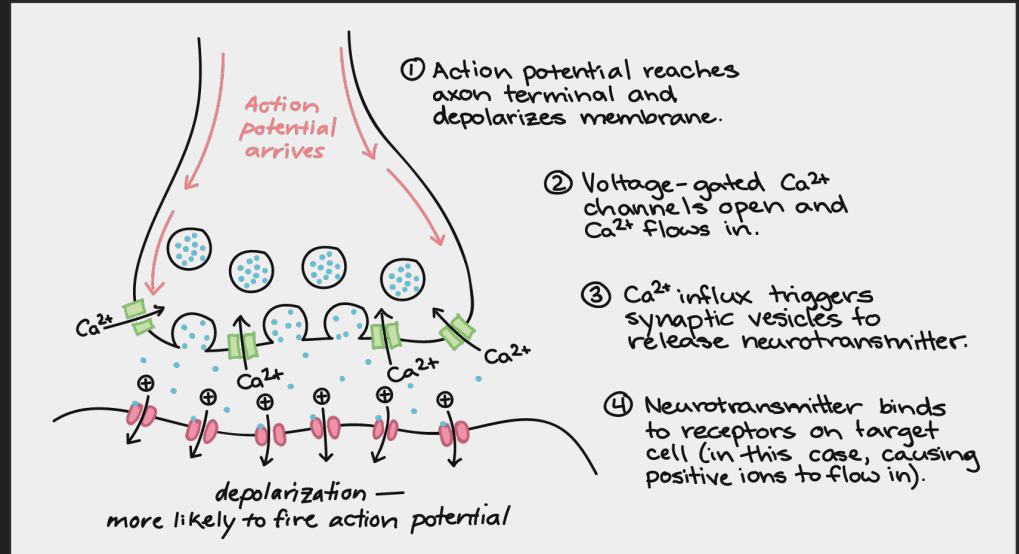 Action
potential
arrives
① Action potential reaches
axon terminal and
depolarizes membrane.
② Voltage-gated Ca²⁺
channels open and
Ca²⁺ flows in.
③ Ca²⁺ influx triggers
synaptic vesicles to
release neurotransmitter.
④ Neurotransmitter binds
to receptors on target
cell (in this case, causing
positive ions to flow in).
Ca²⁺
Ca²⁺
Ca²⁺
Ca²⁺
+ + + + + +
depolarization —
more likely to fire action potential